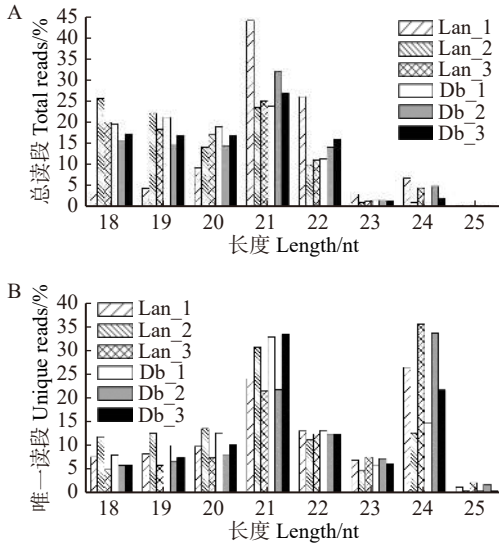 A
总读段 Total reads/%
45
40
35
30
25
20
15
10
5
0
Lan_1
Lan_2
Lan_3
Db_1
Db_2
Db_3
18 19 20 21 22 23 24 25
长度 Length/nt
B
唯一读段 Unique reads/%
40
35
30
25
20
15
10
5
0
Lan_1
Lan_2
Lan_3
Db_1
Db_2
Db_3
18 19 20 21 22 23 24 25
长度 Length/nt